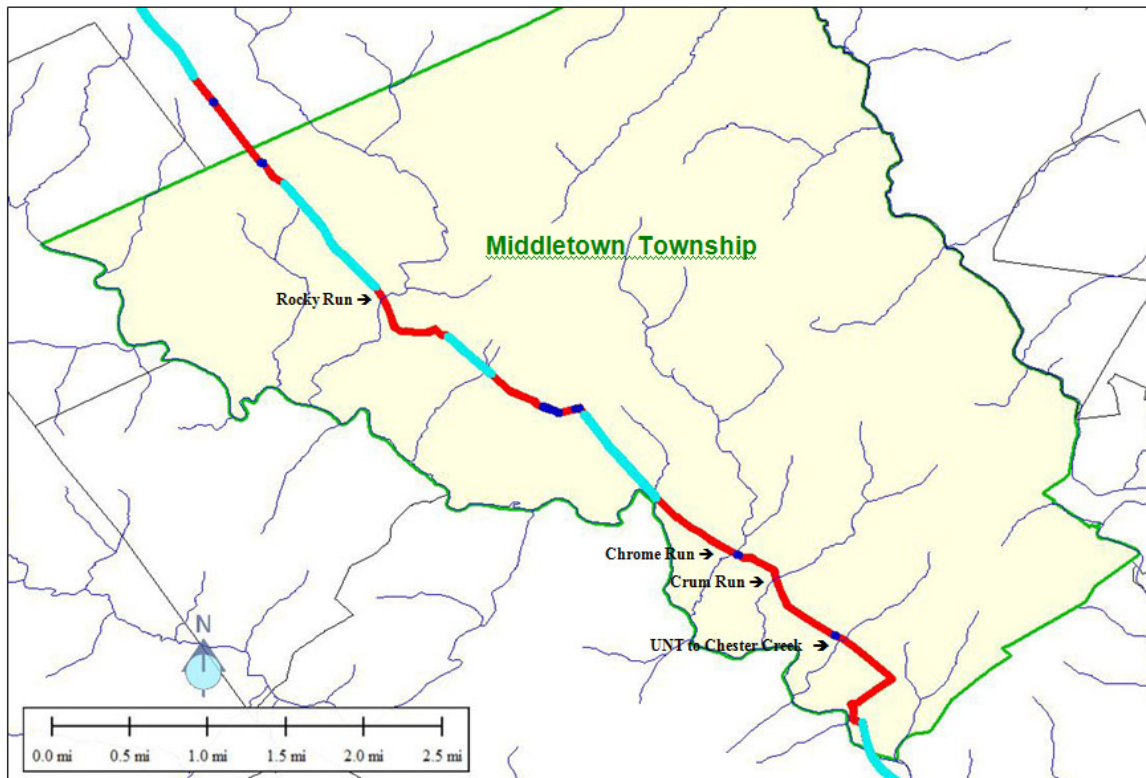 Middletown Township
Rocky Run ➔
Chrome Run ➔
Crum Run ➔
UNT to Chester Creek ➔
N
0.0 mi 0.5 mi 1.0 mi 1.5 mi 2.0 mi 2.5 mi